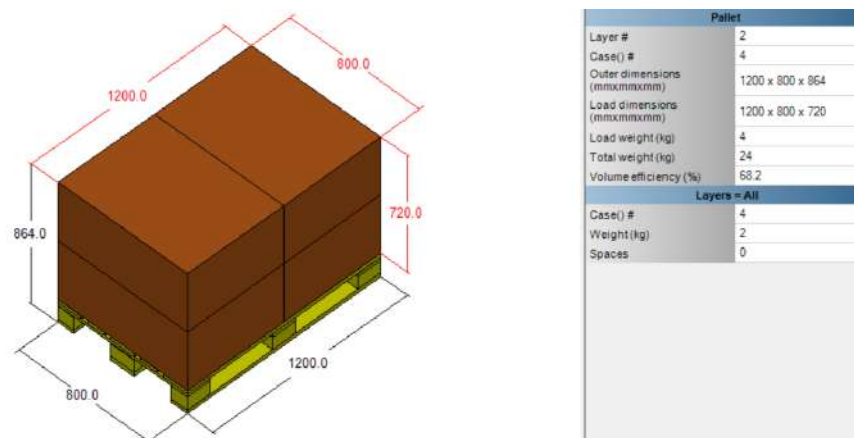 1200.0
800.0
864.0
720.0
800.0
1200.0
Pallet
Layer # 2
Case() # 4
Outer dimensions
(mmxmmxmm) 1200 x 800 x 864
Load dimensions
(mmxmmxmm) 1200 x 800 x 720
Load weight (kg) 4
Total weight (kg) 24
Volume efficiency (%) 68.2
Layers = All
Case() # 4
Weight (kg) 2
Spaces 0